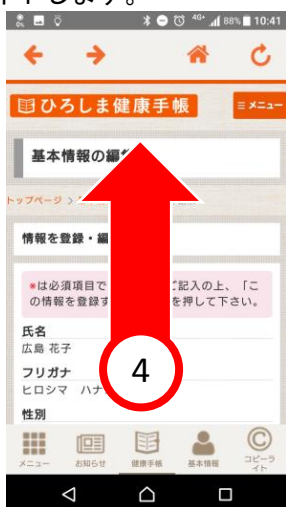 トします。
0% 4G+ 88% 10:41
ひろしま健康手帳 ≡メニュー
基本情報の編
トップページ >
情報を登録・編
*は必須項目で ご記入の上、「こ
の情報を登録す を押して下さい。
氏名
広島 花子
フリガナ
ヒロシマ ハナ
4
性別
メニュー お知らせ 健康手帳 基本情報 コピーライト